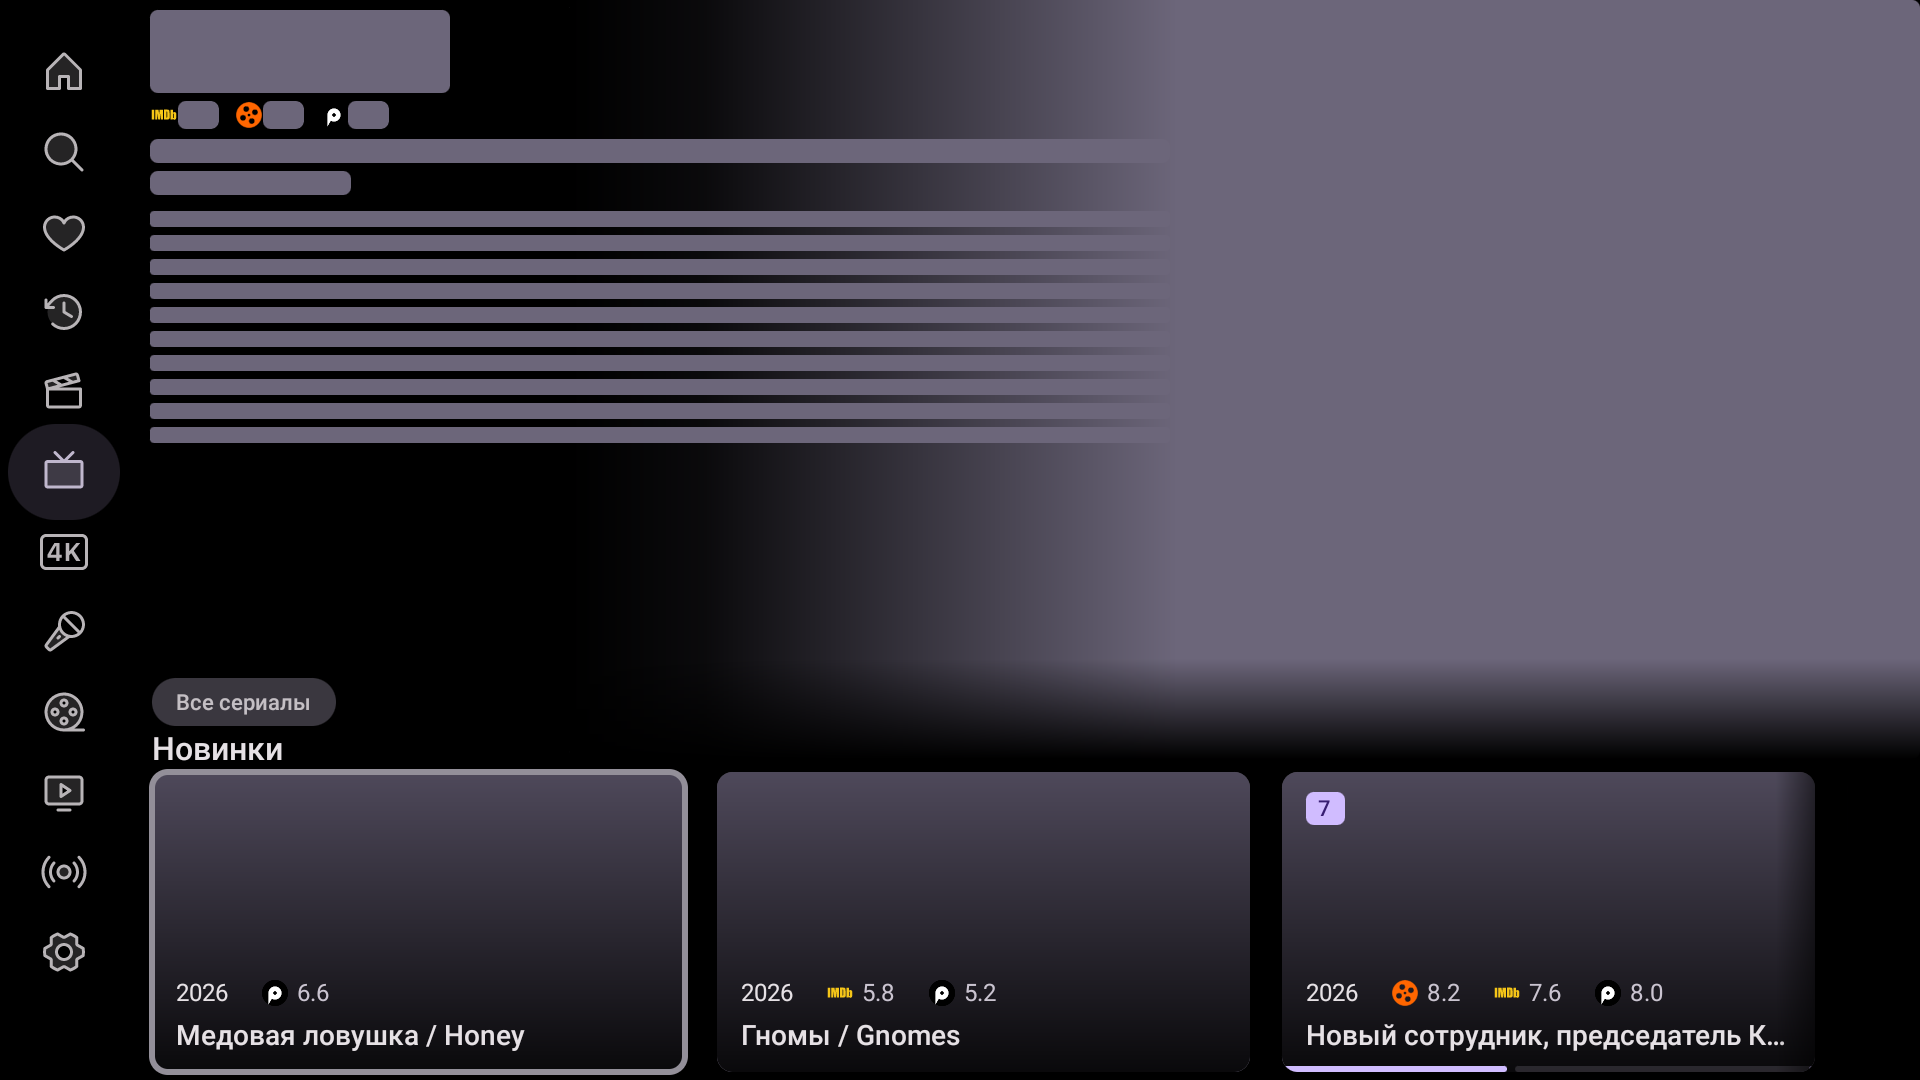 IMDb
4K
Все сериалы
Новинки
2026 6.6
Медовая ловушка / Honey
2026 IMDb 5.8 5.2
Гномы / Gnomes
7
2026 8.2 IMDb 7.6 8.0
Новый сотрудник, председатель К...